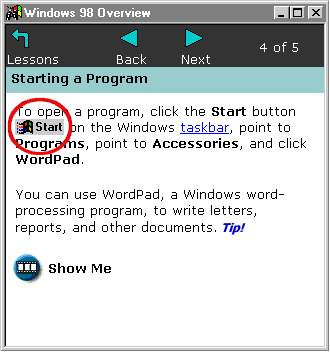 Windows 98 Overview
Lessons Back Next 4 of 5
Starting a Program
To open a program, click the Start button
Start on the Windows taskbar, point to
Programs, point to Accessories, and click
WordPad.
You can use WordPad, a Windows word-
processing program, to write letters,
reports, and other documents. Tip!
Show Me